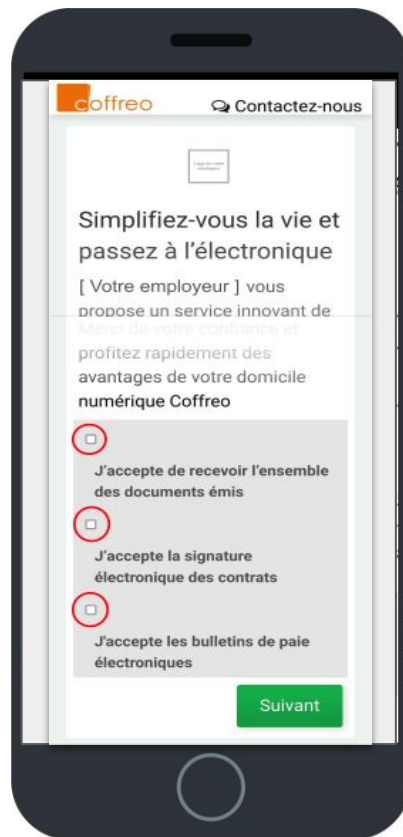 coffreo
Contactez-nous
Simplifiez-vous la vie et
passez à l'électronique
[ Votre employeur ] vous
propose un service innovant de
Merci de votre confiance et
profitez rapidement des
avantages de votre domicile
numérique Coffreo
J'accepte de recevoir l'ensemble
des documents émis
J'accepte la signature
électronique des contrats
J'accepte les bulletins de paie
électroniques
Suivant